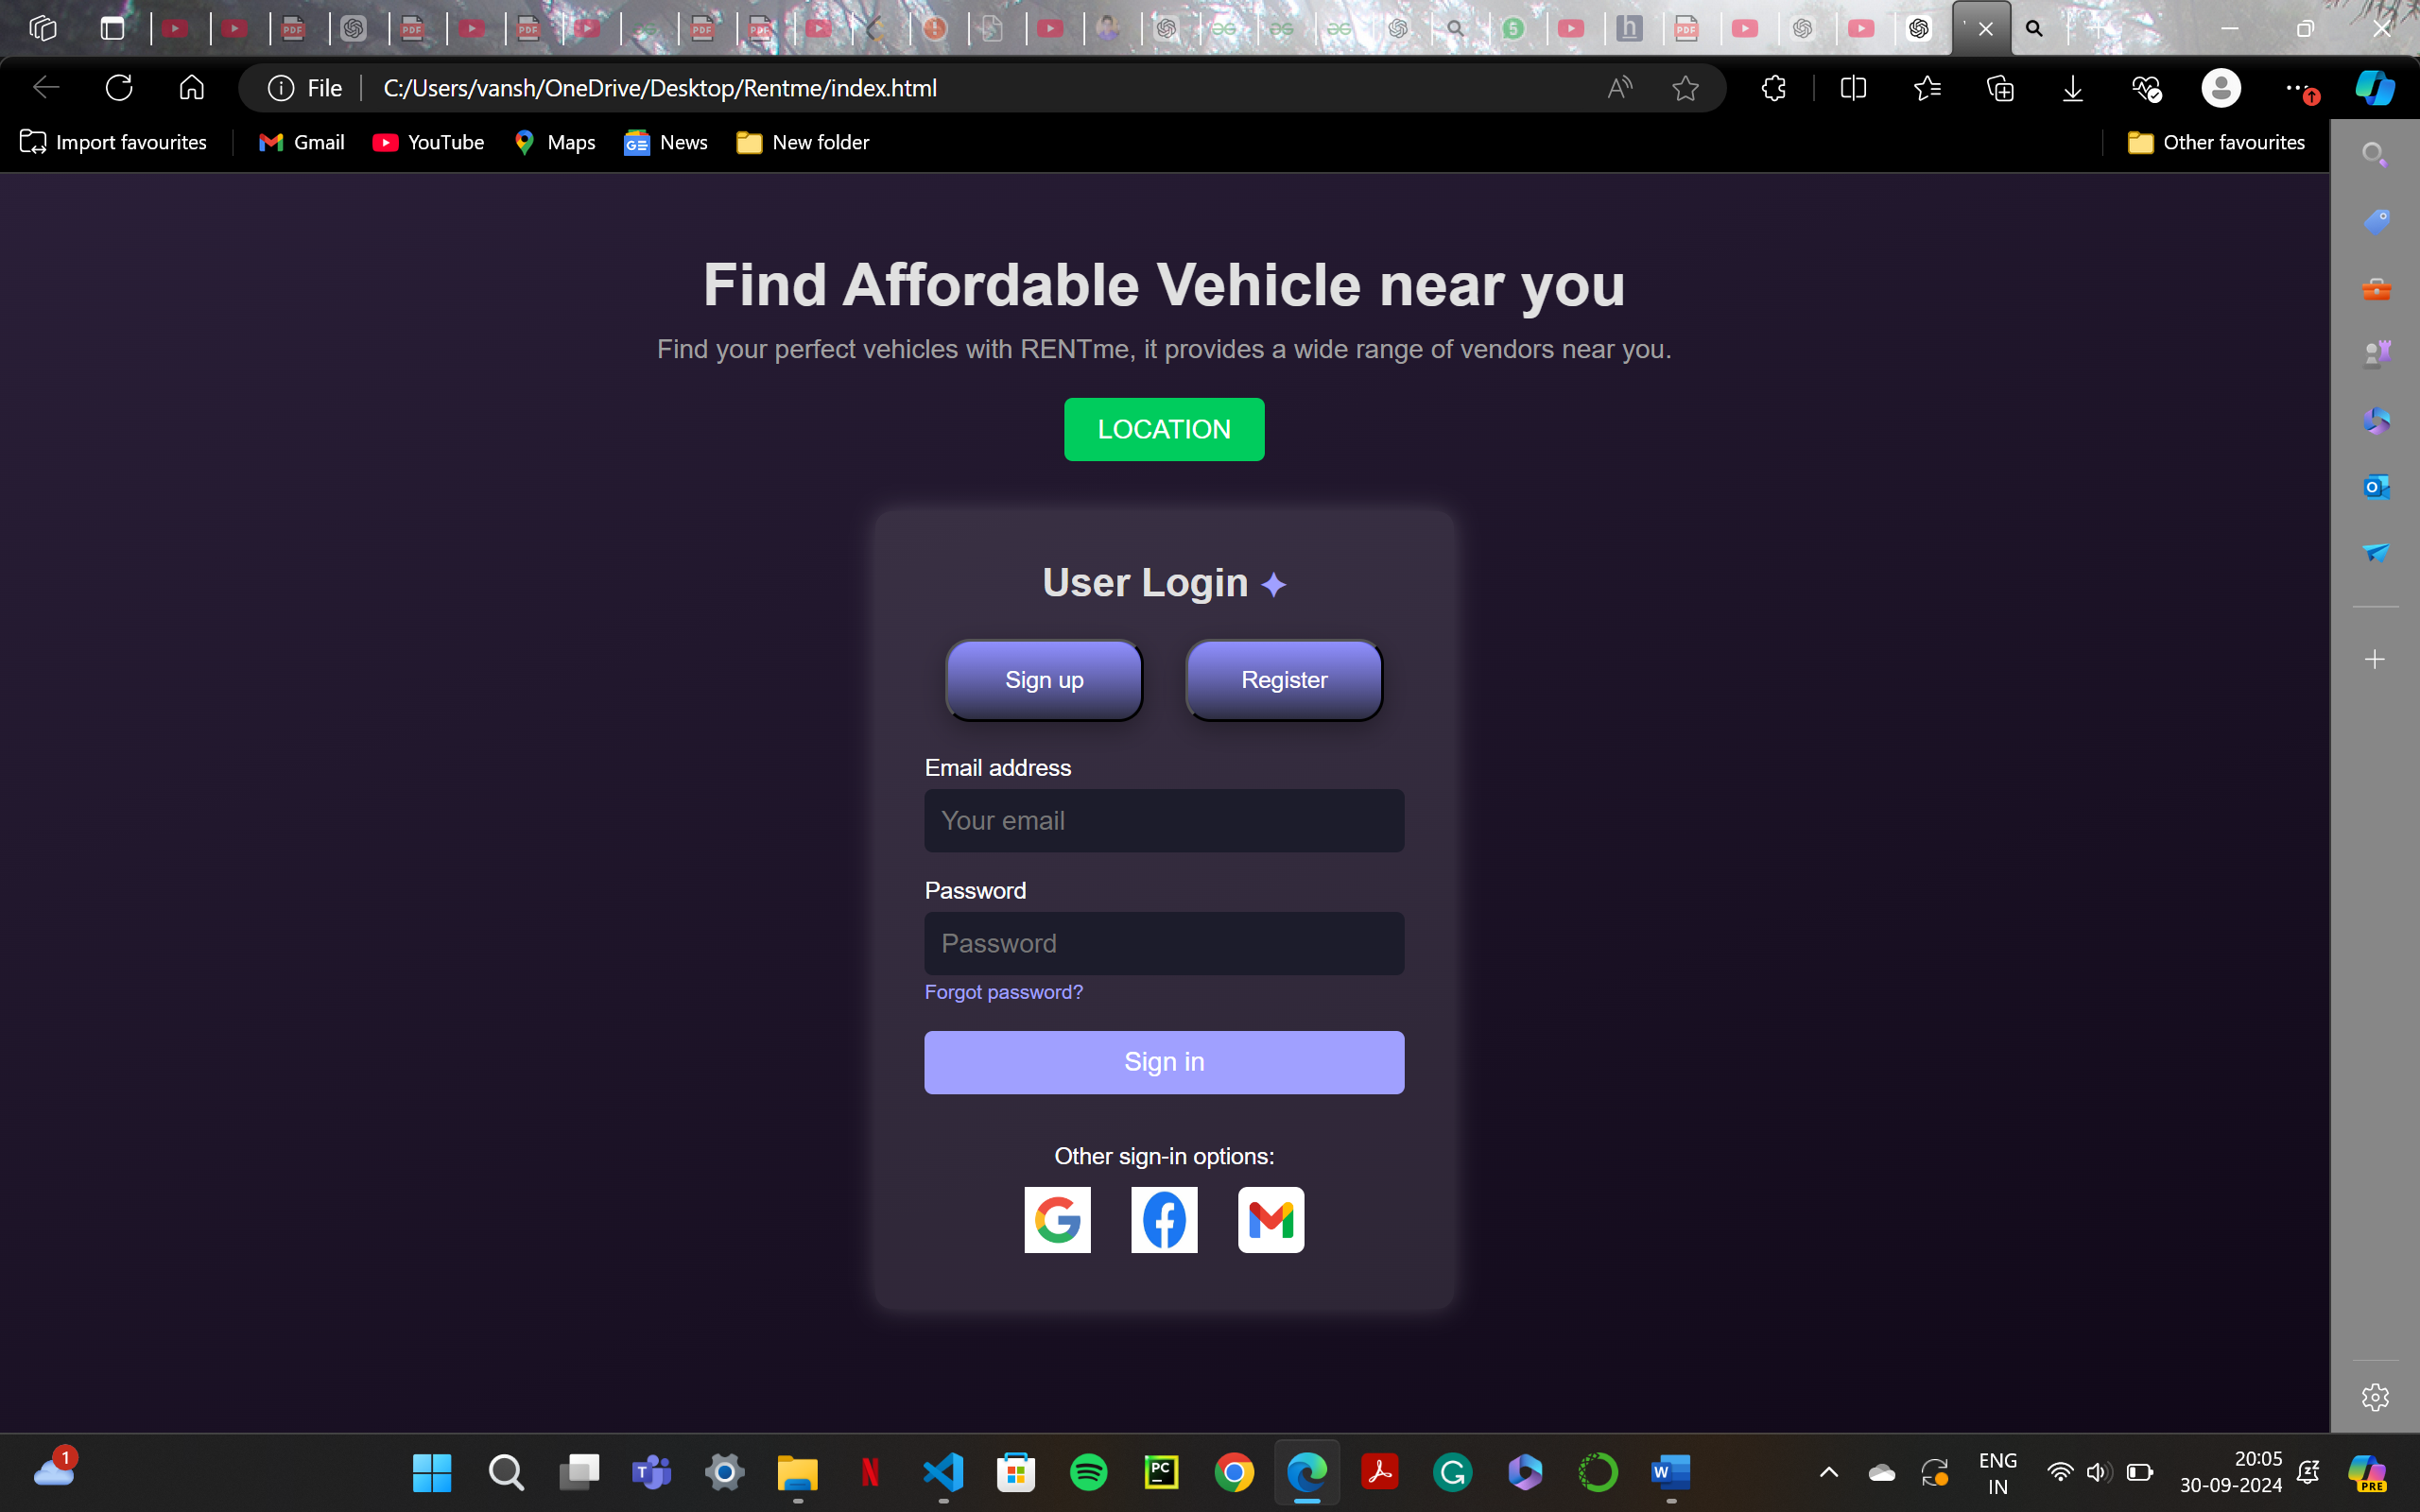 File
C:/Users/vansh/OneDrive/Desktop/Rentme/index.html
Import favourites
Gmail
YouTube
Maps
News
New folder
Other favourites
Find Affordable Vehicle near you
Find your perfect vehicles with RENTme, it provides a wide range of vendors near you.
LOCATION
User Login
Sign up
Register
Email address
Your email
Password
Password
Forgot password?
Sign in
Other sign-in options:
1
ENG
IN
20:05
30-09-2024
PRE